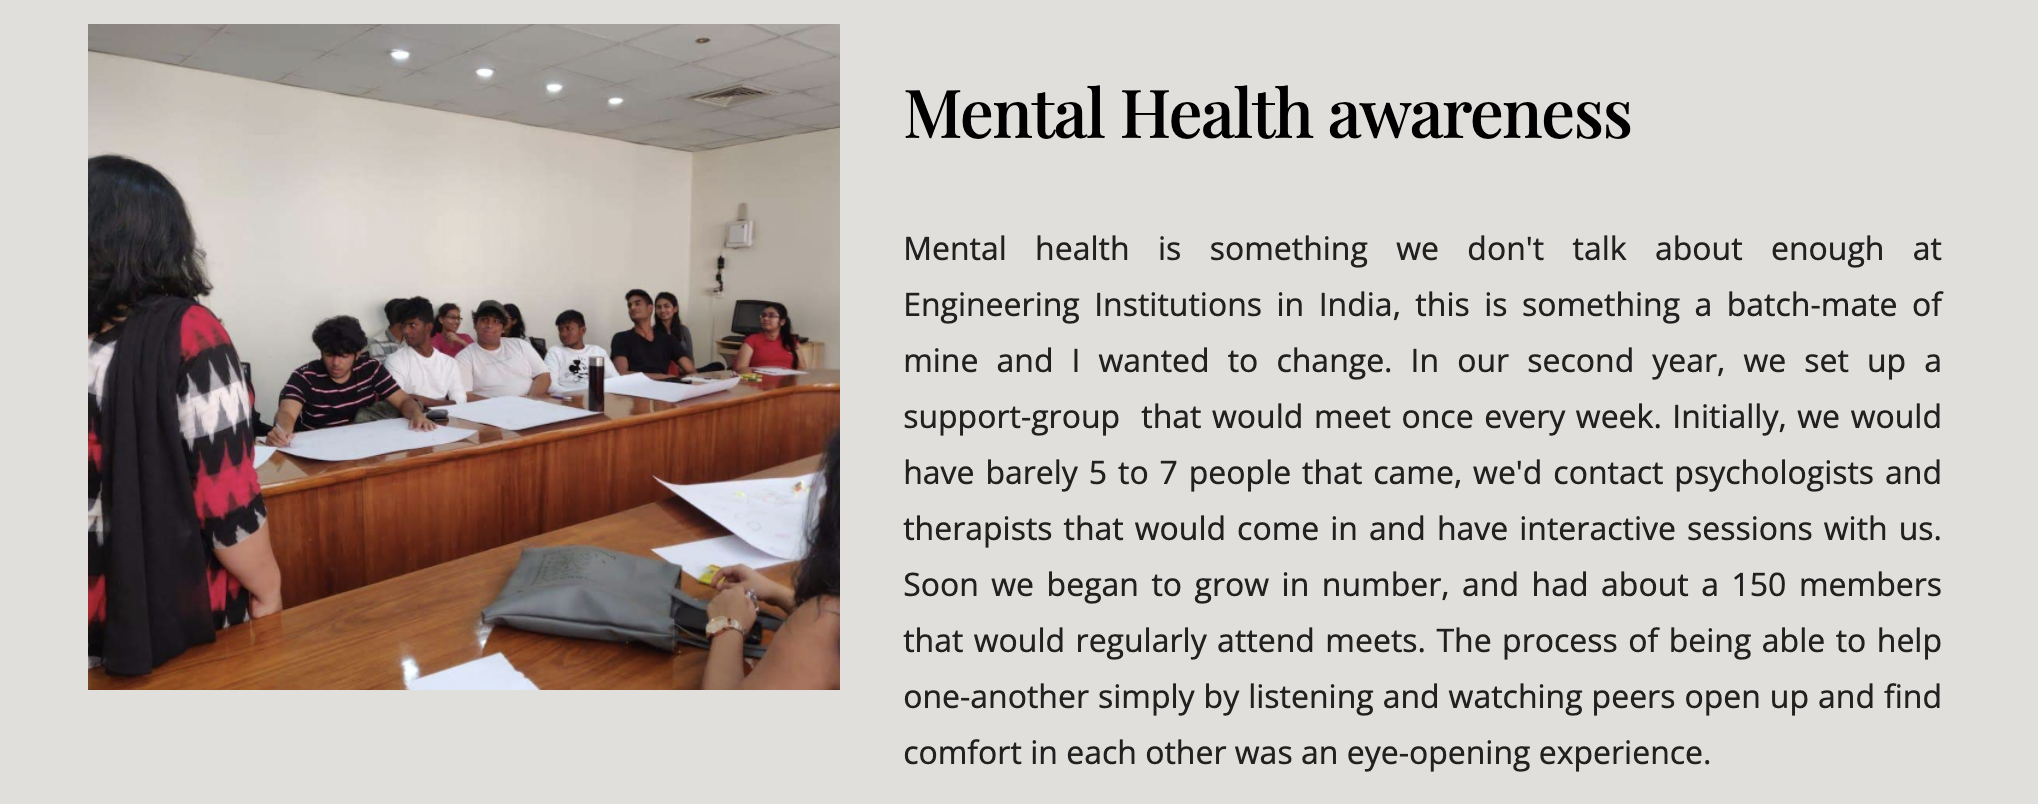 Mental Health awareness
Mental health is something we don't talk about enough at
Engineering Institutions in India, this is something a batch-mate of
mine and I wanted to change. In our second year, we set up a
support-group  that would meet once every week. Initially, we would
have barely 5 to 7 people that came, we'd contact psychologists and
therapists that would come in and have interactive sessions with us.
Soon we began to grow in number, and had about a 150 members
that would regularly attend meets. The process of being able to help
one-another simply by listening and watching peers open up and find
comfort in each other was an eye-opening experience.